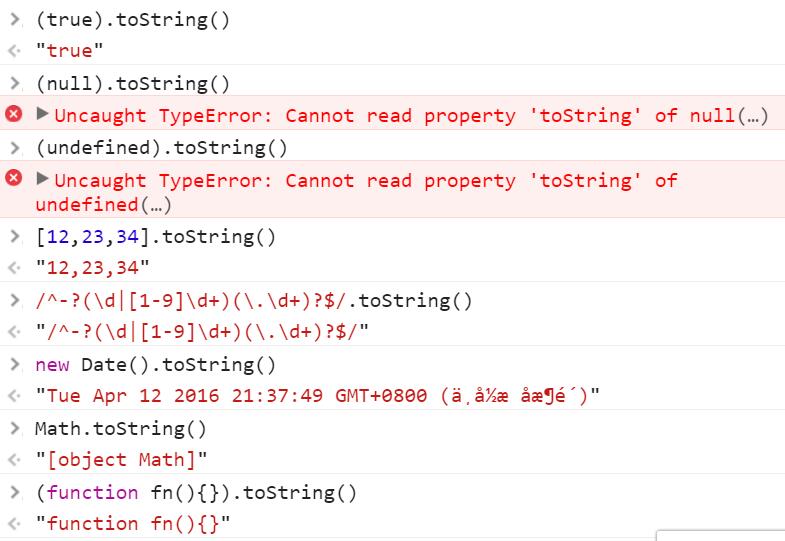 (true).toString()
"true"
(null).toString()
Uncaught TypeError: Cannot read property 'toString' of null(…)
(undefined).toString()
Uncaught TypeError: Cannot read property 'toString' of
undefined(…)
[12,23,34].toString()
"12,23,34"
/^-?(\d|[1-9]\d+)(\.\d+)?$/.toString()
"/^-?(\d|[1-9]\d+)(\.\d+)?$/"
new Date().toString()
"Tue Apr 12 2016 21:37:49 GMT+0800 (ä¸­å½æ åæ¶é´)"
Math.toString()
"[object Math]"
(function fn(){}).toString()
"function fn(){}"